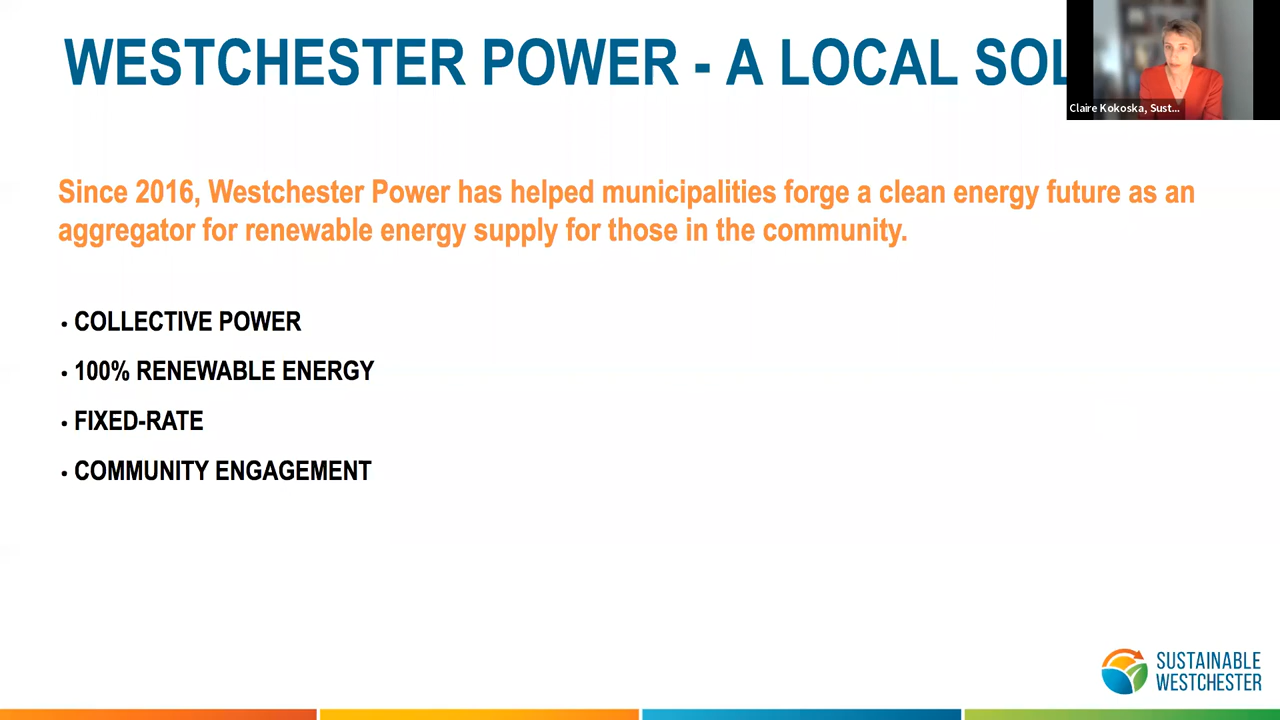 WESTCHESTER POWER - A LOCAL SOL
Claire Kokoska, Sust...
Since 2016, Westchester Power has helped municipalities forge a clean energy future as an
aggregator for renewable energy supply for those in the community.
• COLLECTIVE POWER
• 100% RENEWABLE ENERGY
• FIXED-RATE
• COMMUNITY ENGAGEMENT
SUSTAINABLE
WESTCHESTER